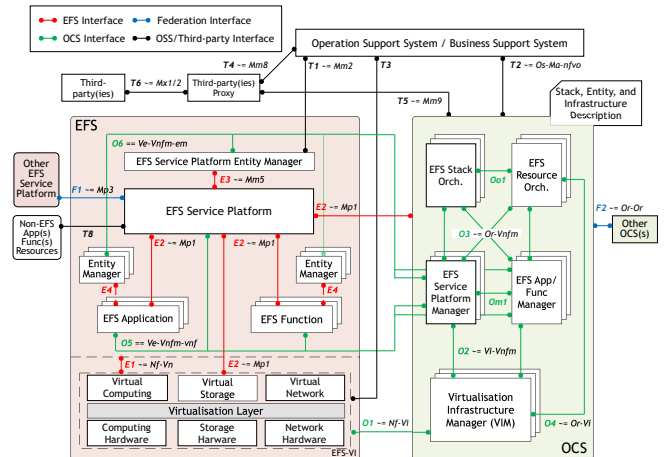 EFS Interface
Federation Interface
OCS Interface
OSS/Third-party Interface
Operation Support System / Business Support System
T4 ~= Mm8
T1 ~= Mm2
T3
T2 ~= Os-Ma-nfvo
Third-
party(ies)
T6 ~= Mx1/2
Third-party(ies)
Proxy
T5 ~= Mm9
Stack, Entity, and
Infrastructure
Description
EFS
O6 == Ve-Vnfm-em
EFS Service Platform Entity Manager
E3 ~= Mm5
Other
EFS
Service
Platform
F1 ~= Mp3
EFS Service Platform
E2 ~= Mp1
Non-EFS
App(s)
Func(s)
Resources
T8
E2 ~= Mp1
E2 ~= Mp1
Entity
Manager
Entity
Manager
E4
E4
EFS Application
EFS Function
O5 == Ve-Vnfm-vnf
E1 ~= Nf-Vn
E2 ~= Mp1
Virtual
Computing
Virtual
Storage
Virtual
Network
Virtualisation Layer
Computing
Hardware
Storage
Harware
Network
Hardware
EFS-VI
EFS Stack
Orch.
Oo1
EFS
Resource
Orch.
O3 ~= Or-Vnfm
F2 ~= Or-Or
Other
OCS(s)
EFS
Service
Platform
Manager
Om1
EFS App/
Func
Manager
O2 ~= Vi-Vnfm
Virtualisation
Infrastructure
Manager (VIM)
O1 ~= Nf-Vi
O4 ~= Or-Vi
OCS